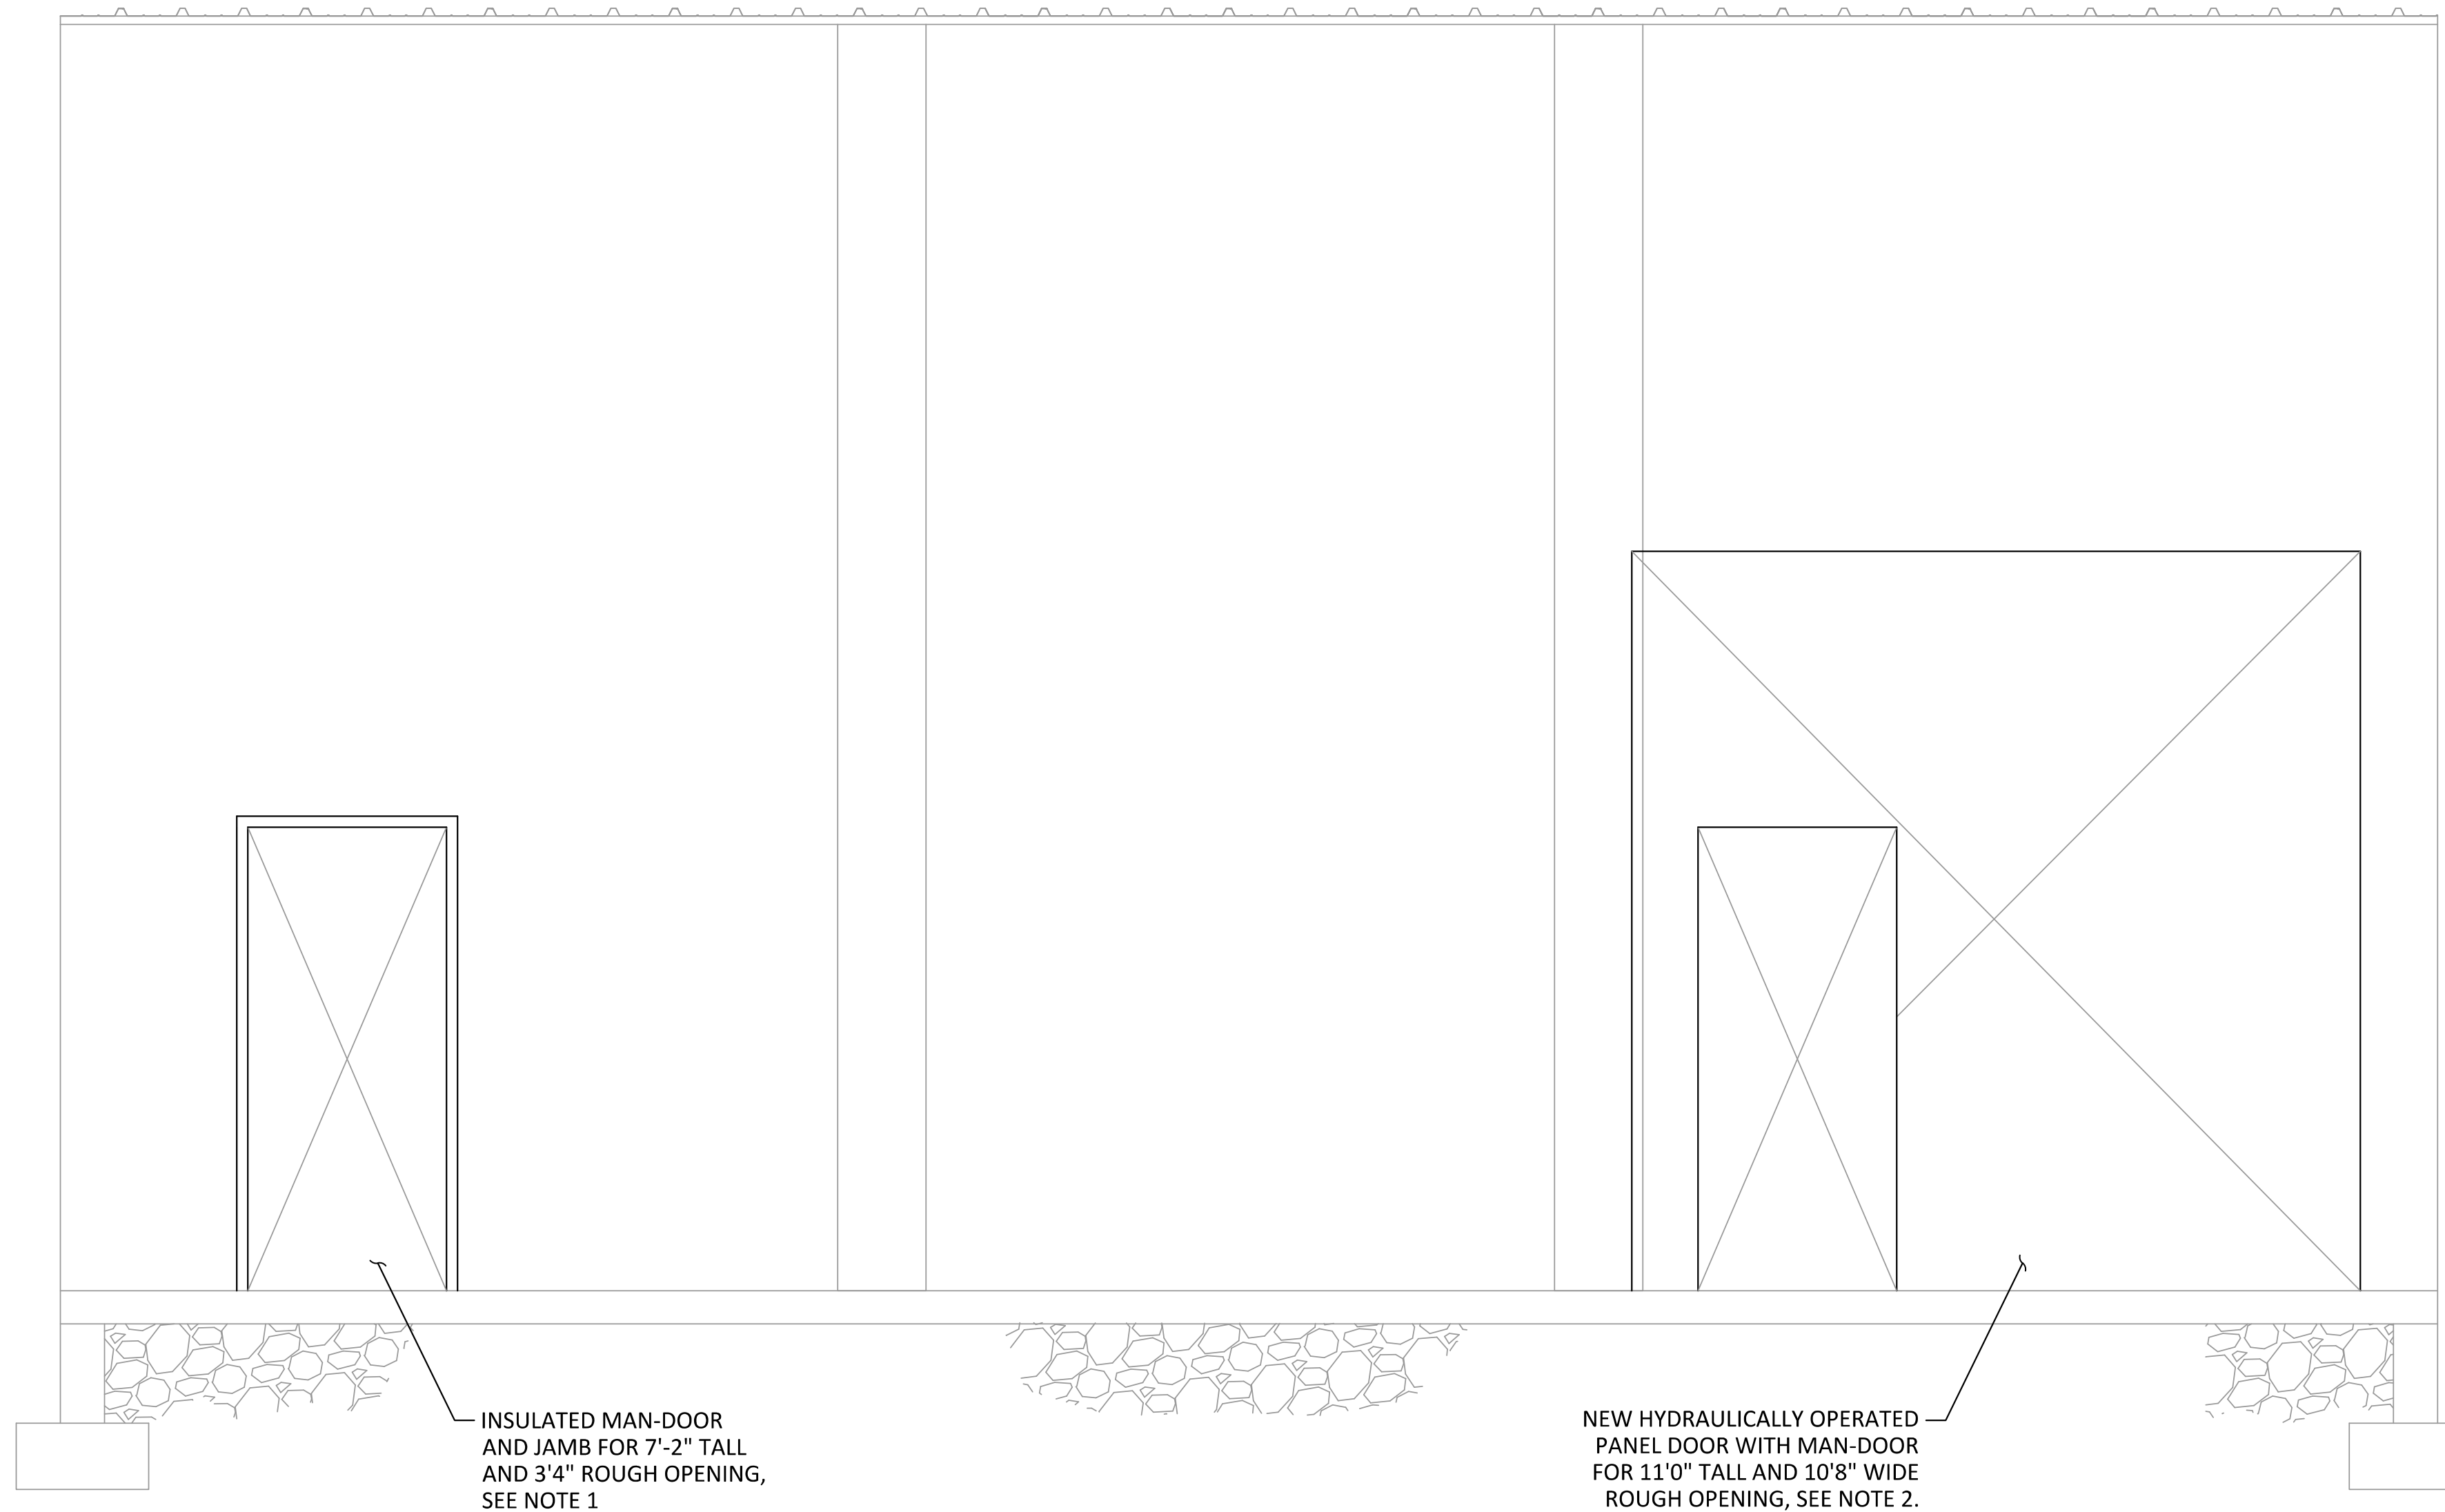 INSULATED MAN-DOOR
AND JAMB FOR 7'-2" TALL
AND 3'4" ROUGH OPENING,
SEE NOTE 1
NEW HYDRAULICALLY OPERATED
PANEL DOOR WITH MAN-DOOR
FOR 11'0" TALL AND 10'8" WIDE
ROUGH OPENING, SEE NOTE 2.